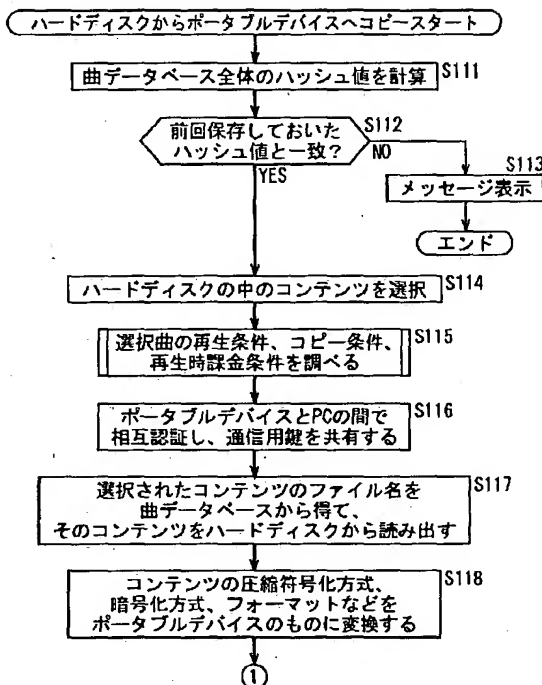 ハードディスクからポータブルデバイスへコピースタート
曲データベース全体のハッシュ値を計算
S111
前回保存しておいた
ハッシュ値と一致?
S112
NO
YES
S113
メッセージ表示
エンド
ハードディスクの中のコンテンツを選択
S114
選択曲の再生条件、コピー条件、
再生時課金条件を調べる
S115
ポータブルデバイスとPCの間で
相互認証し、通信用鍵を共有する
S116
選択されたコンテンツのファイル名を
曲データベースから得て、
そのコンテンツをハードディスクから読み出す
S117
コンテンツの圧縮符号化方式、
暗号化方式、フォーマットなどを
ポータブルデバイスのものに変換する
S118
1